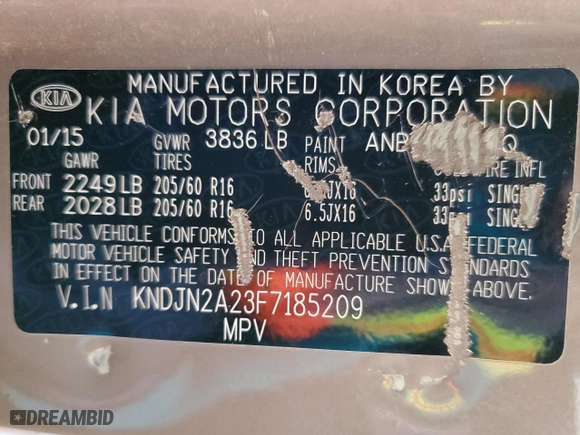 KIA
MANUFACTURED IN KOREA BY
KIA MOTORS CORPORATION
01/15 GVWR 3836 LB PAINT
GAWR TIRES RIMS INFL
FRONT 2249 LB 205/60 R16 33psi
REAR 2028 LB 205/60 R16 6.5JX16
THIS VEHICLE CONFORMS TO ALL APPLICABLE U.S.A FEDERAL
MOTOR VEHICLE SAFETY AND THEFT PREVENTION STANDARDS
IN EFFECT ON THE DATE OF MANUFACTURE SHOWN ABOVE.
V.I.N KNDJN2A23F7185209
MPV
DREAMBID